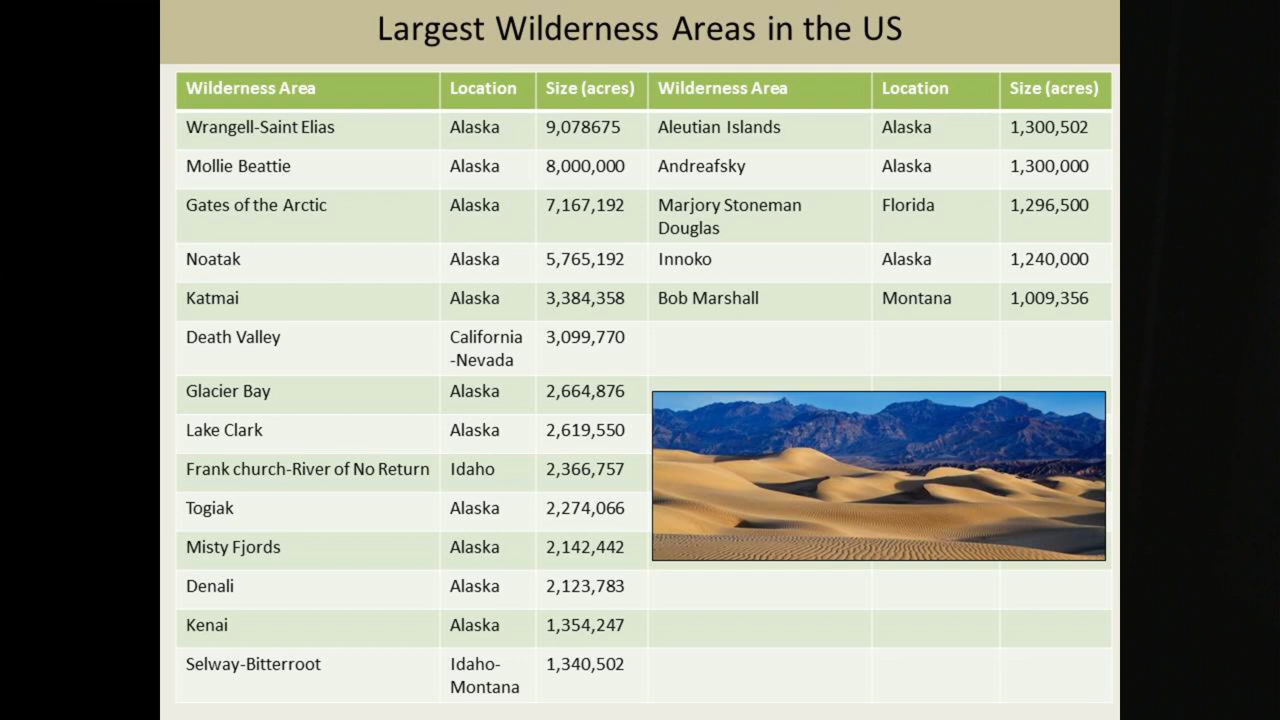 Largest Wilderness Areas in the US
Wilderness Area Location Size (acres) Wilderness Area Location Size (acres)
Wrangell-Saint Elias Alaska 9,078675 Aleutian Islands Alaska 1,300,502
Mollie Beattie Alaska 8,000,000 Andreafsky Alaska 1,300,000
Gates of the Arctic Alaska 7,167,192 Marjory Stoneman Florida 1,296,500
Douglas
Noatak Alaska 5,765,192 Innoko Alaska 1,240,000
Katmai Alaska 3,384,358 Bob Marshall Montana 1,009,356
Death Valley California 3,099,770
-Nevada
Glacier Bay Alaska 2,664,876
Lake Clark Alaska 2,619,550
Frank church-River of No Return Idaho 2,366,757
Togiak Alaska 2,274,066
Misty Fjords Alaska 2,142,442
Denali Alaska 2,123,783
Kenai Alaska 1,354,247
Selway-Bitterroot Idaho- 1,340,502
Montana